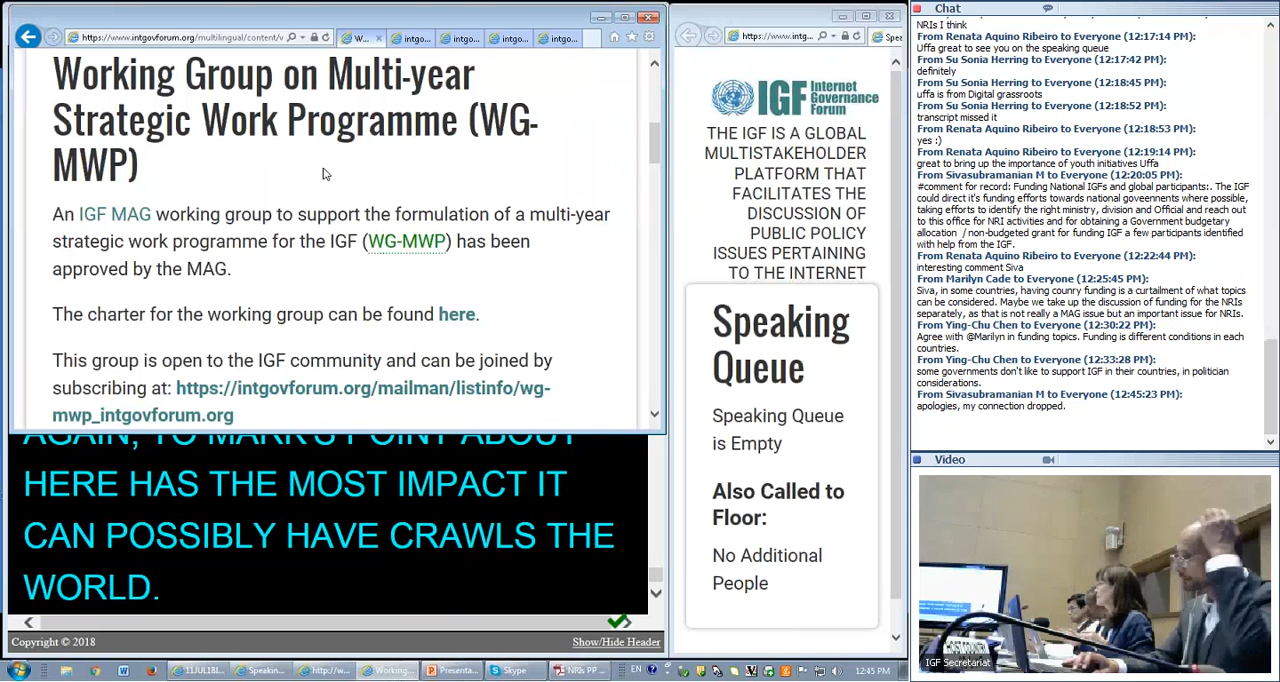 https://www.intgovforum.org/multilingual/content/v
W...
intgo...
intgo...
intgo...
intgo...
Working Group on Multi-year
Strategic Work Programme (WG-
MWP)
An IGF MAG working group to support the formulation of a multi-year
strategic work programme for the IGF (WG-MWP) has been
approved by the MAG.
The charter for the working group can be found here.
This group is open to the IGF community and can be joined by
subscribing at: https://intgovforum.org/mailman/listinfo/wg-
mwp_intgovforum.org
AGAIN, TO MARK'S POINT ABOUT
HERE HAS THE MOST IMPACT IT
CAN POSSIBLY HAVE CRAWLS THE
WORLD.
Copyright © 2018
Show/Hide Header
https://www.intg...
Spea
IGF Internet
Governance
Forum
THE IGF IS A GLOBAL
MULTISTAKEHOLDER
PLATFORM THAT
FACILITATES THE
DISCUSSION OF
PUBLIC POLICY
ISSUES PERTAINING
TO THE INTERNET
Speaking
Queue
Speaking Queue
is Empty
Also Called to
Floor:
No Additional
People
Chat
NRIs I think
From Renata Aquino Ribeiro to Everyone (12:17:14 PM):
Uffa great to see you on the speaking queue
From Su Sonia Herring to Everyone (12:17:42 PM):
definitely
From Su Sonia Herring to Everyone (12:18:45 PM):
uffa is from Digital grassroots
From Su Sonia Herring to Everyone (12:18:52 PM):
transcript missed it
From Renata Aquino Ribeiro to Everyone (12:18:53 PM):
yes :)
From Renata Aquino Ribeiro to Everyone (12:19:14 PM):
great to bring up the importance of youth initiatives Uffa
From Sivasubramanian M to Everyone (12:20:05 PM):
#comment for record: Funding National IGFs and global participants:. The IGF
could direct it's funding efforts towards national goveenments where possible,
taking efforts to identify the right ministry, division and Official and reach out
to this office for NRI activities and for obtaining a Government budgetary
allocation / non-budgeted grant for funding IGF a few participants identified
with help from the IGF.
From Renata Aquino Ribeiro to Everyone (12:22:44 PM):
interesting comment Siva
From Marilyn Cade to Everyone (12:25:45 PM):
Siva, in some countries, having counry funding is a curtailment of what topics
can be considered. Maybe we take up the discussion of funding for the NRIs
separately, as that is not really a MAG issue but an important issue for NRIs.
From Ying-Chu Chen to Everyone (12:30:22 PM):
Agree with @Marilyn in funding topics. Funding is different conditions in each
countries.
From Ying-Chu Chen to Everyone (12:33:28 PM):
some governments don't like to support IGF in their countries, in politician
considerations.
From Sivasubramanian M to Everyone (12:45:23 PM):
apologies, my connection dropped.
Video
IGF Secretariat
11JUL18L...
Speakin...
http://w...
Working...
Presenta...
Skype
NRIs PP ...
EN
12:45 PM